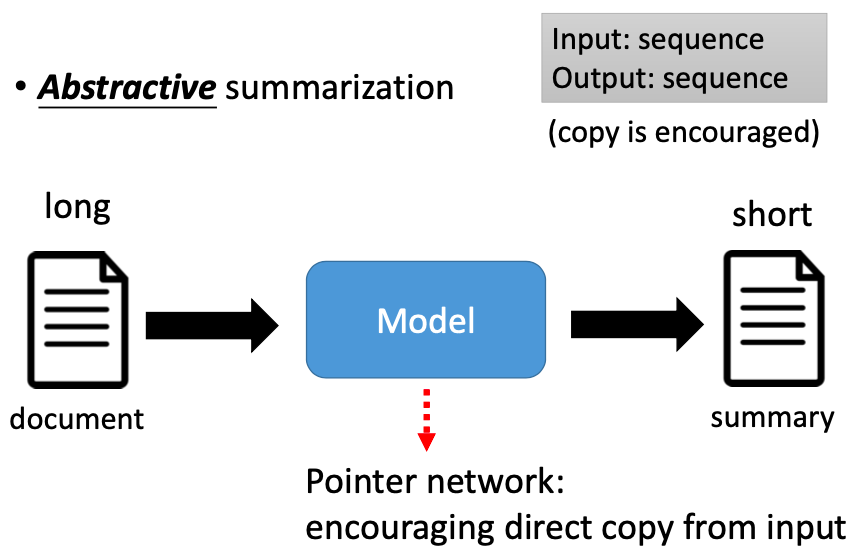 Input: sequence
Output: sequence
• Abstractive summarization
(copy is encouraged)
long
short
Model
document
summary
Pointer network:
encouraging direct copy from input